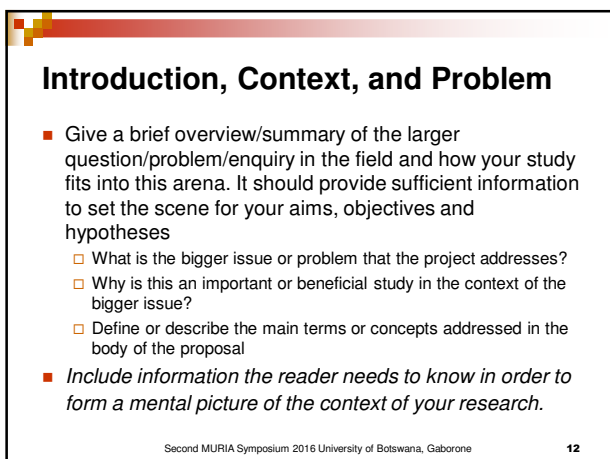 Introduction, Context, and Problem
■ Give a brief overview/summary of the larger
question/problem/enquiry in the field and how your study
fits into this arena. It should provide sufficient information
to set the scene for your aims, objectives and
hypotheses
□ What is the bigger issue or problem that the project addresses?
□ Why is this an important or beneficial study in the context of the
bigger issue?
□ Define or describe the main terms or concepts addressed in the
body of the proposal
■ Include information the reader needs to know in order to
form a mental picture of the context of your research.
Second MURIA Symposium 2016 University of Botswana, Gaborone 12